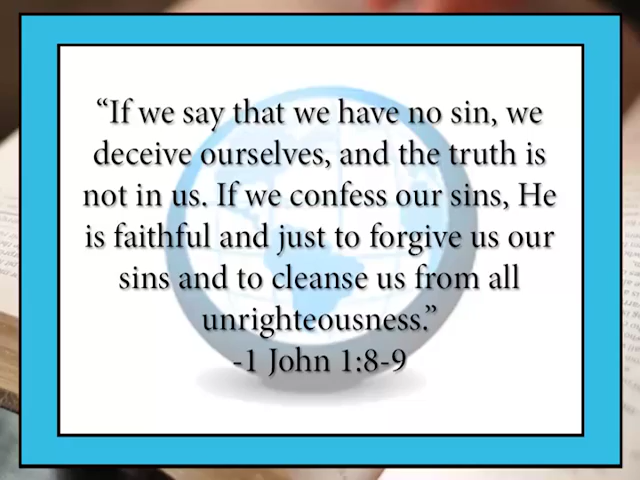 “If we say that we have no sin, we
deceive ourselves, and the truth is
not in us. If we confess our sins, He
is faithful and just to forgive us our
sins and to cleanse us from all
unrighteousness.”
-1 John 1:8-9